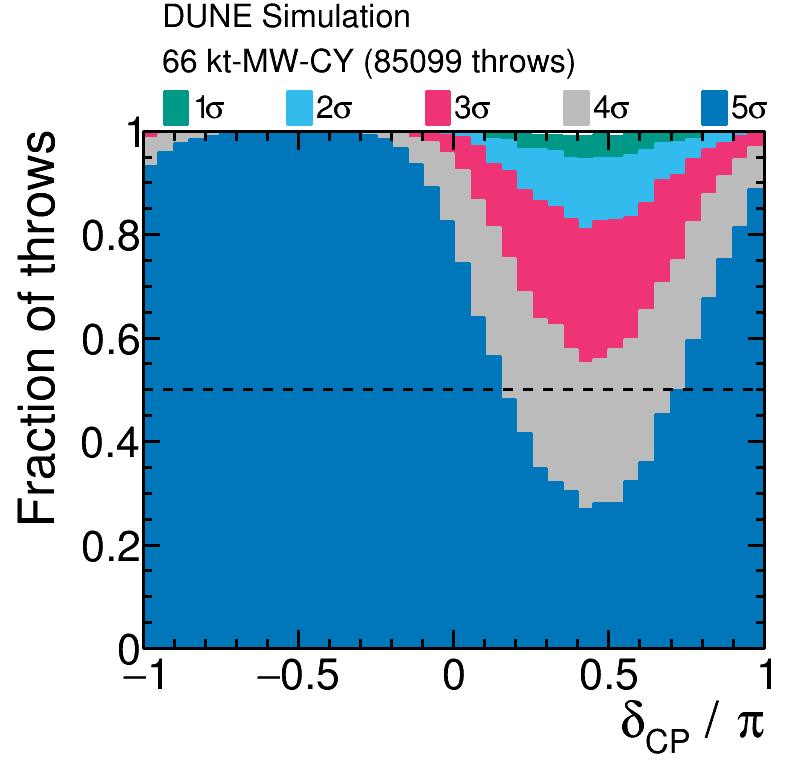 DUNE Simulation
66 kt-MW-CY (85099 throws)
1σ 2σ 3σ 4σ 5σ
Fraction of throws
1
0.8
0.6
0.4
0.2
0
−1 −0.5 0 0.5 1
δCP / π